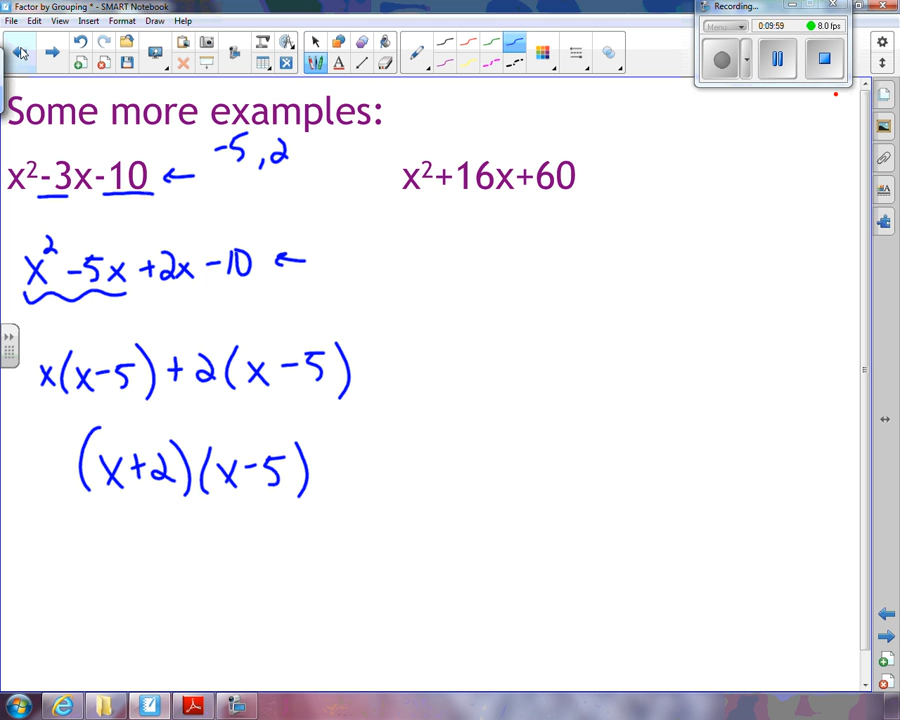 Factor by Grouping * - SMART Notebook
Recording...
File Edit View Insert Format Draw Help
Menu
0:09:59
8.0 fps
Some more examples:
-5, 2
x²-3x-10 ←
x²+16x+60
x² -5x +2x -10 ←
x(x-5) + 2(x-5)
(x+2)(x-5)